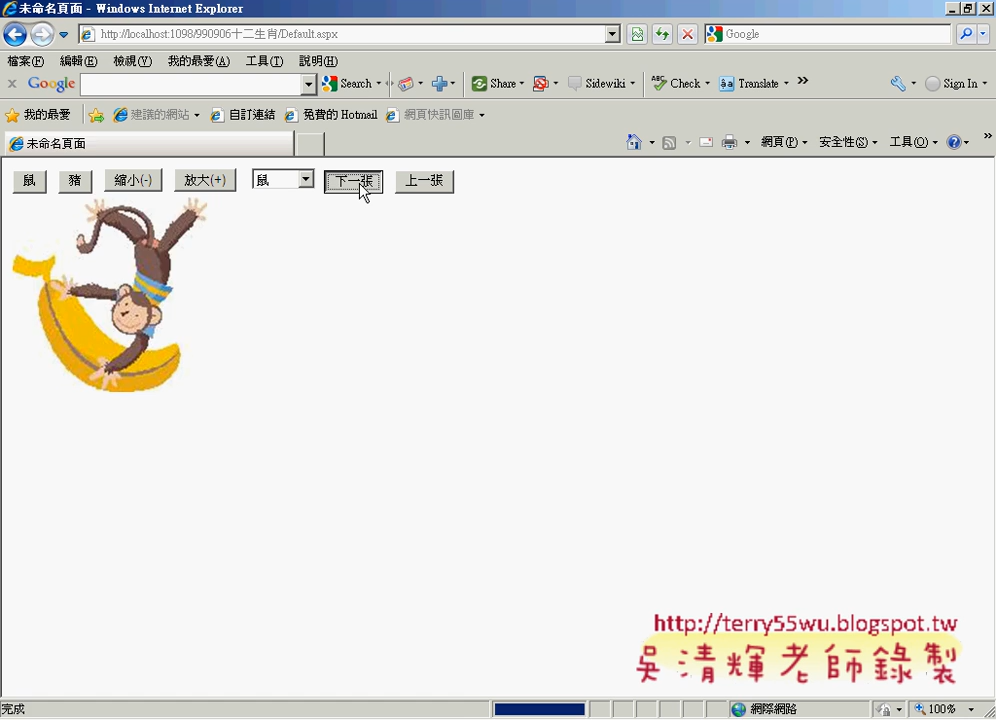 未命名頁面 - Windows Internet Explorer
http://localhost:1098/990906十二生肖/Default.aspx
Google
檔案(F) 編輯(E) 檢視(V) 我的最愛(A) 工具(T) 說明(H)
x Google Search Share Sidewiki Check Translate » Sign In
我的最愛 建議的網站 自訂連結 免費的 Hotmail 網頁快訊圖庫
未命名頁面 網頁(P) 安全性(S) 工具(O) »
鼠 豬 縮小(-) 放大(+) 鼠 下一張 上一張
http://terry55wu.blogspot.tw
吳清輝老師錄製
完成 網際網路 100%